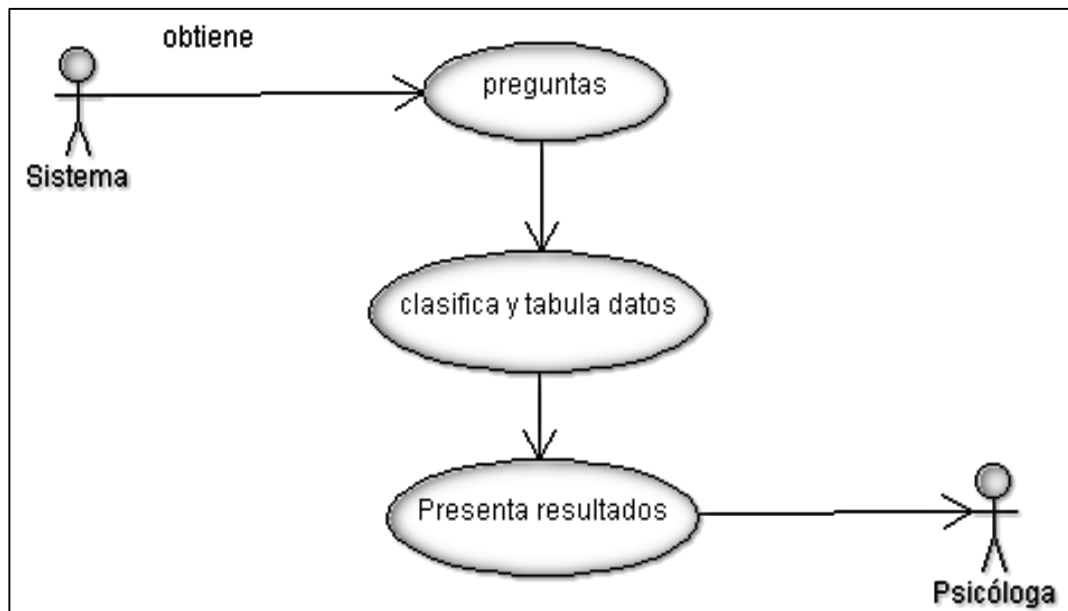 obtiene
preguntas
Sistema
clasifica y tabula datos
Presenta resultados
Psicóloga